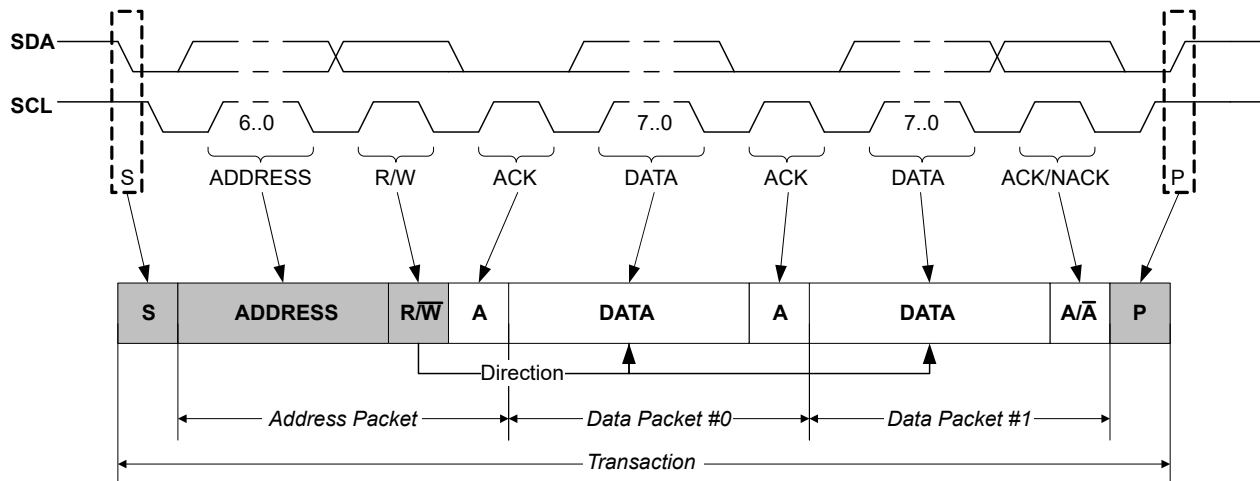 SDA
SCL
6..0 7..0 7..0
S ADDRESS R/W ACK DATA ACK DATA ACK/NACK P
S ADDRESS R/W̅ A DATA A DATA A/A̅ P
Direction
Address Packet Data Packet #0 Data Packet #1
Transaction